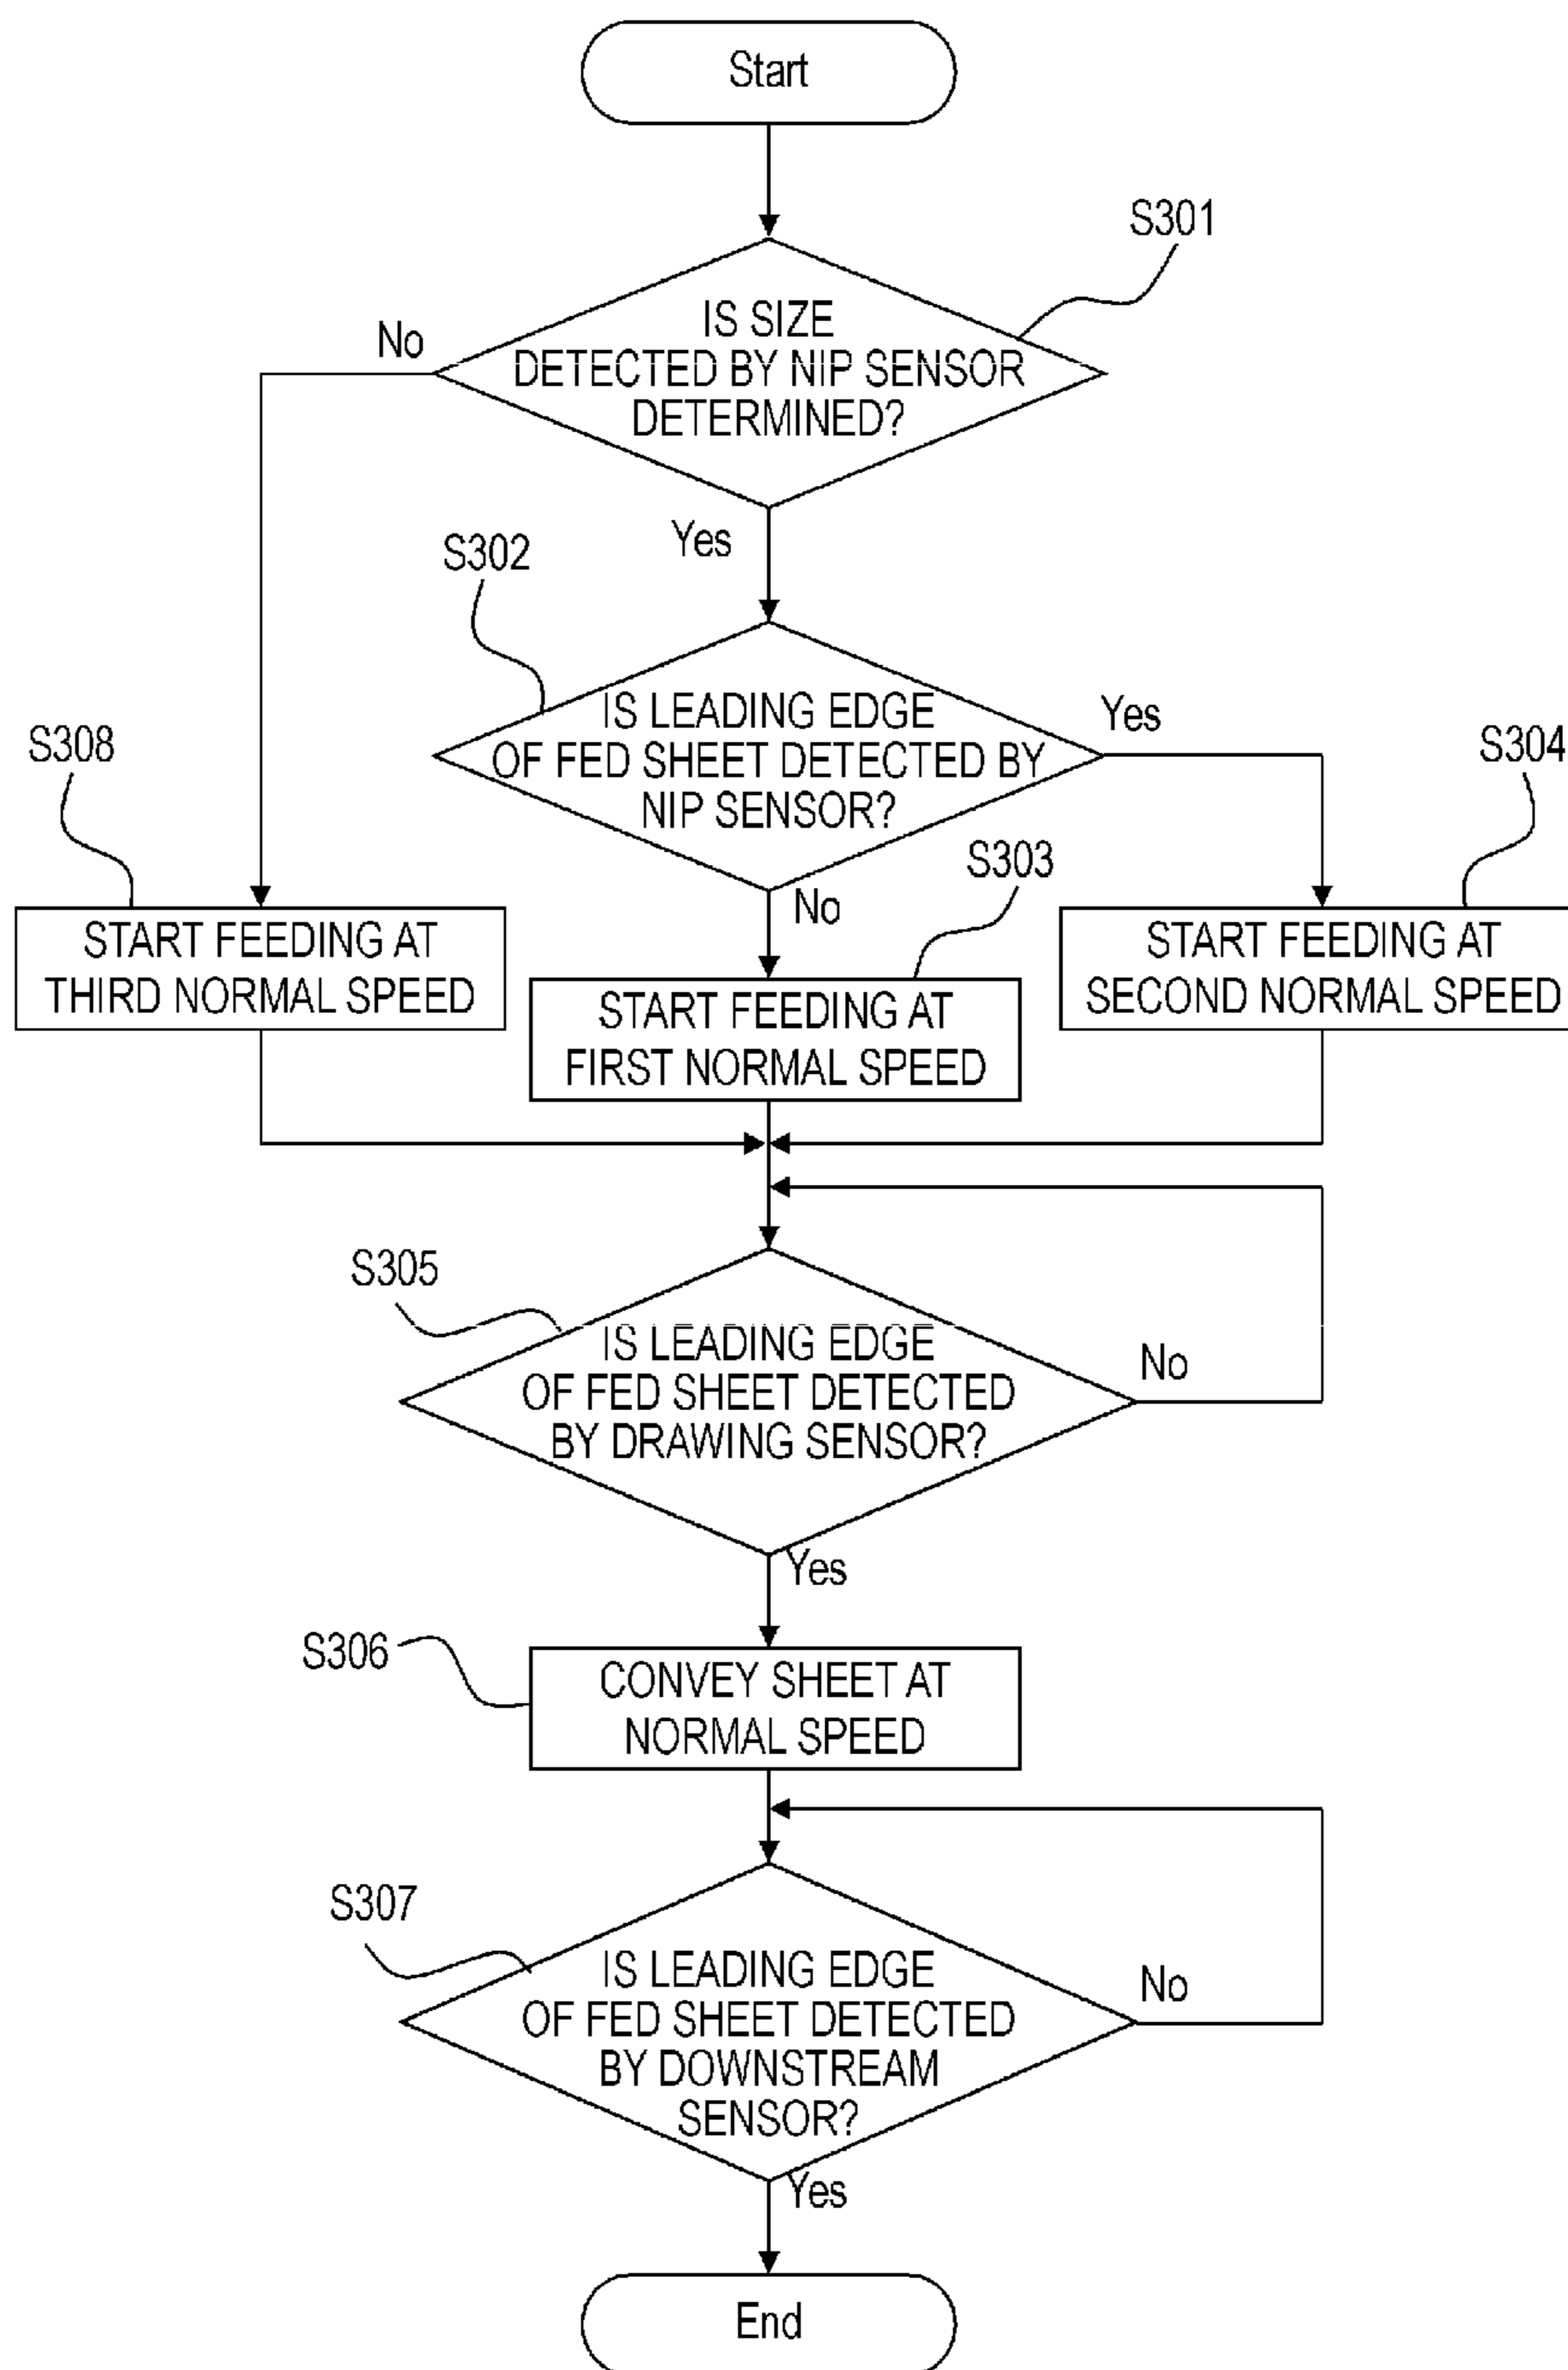 Start
S301
IS SIZE
DETECTED BY NIP SENSOR
DETERMINED?
No
Yes
S302
IS LEADING EDGE
OF FED SHEET DETECTED BY
NIP SENSOR?
Yes
No
S308
START FEEDING AT
THIRD NORMAL SPEED
S303
START FEEDING AT
FIRST NORMAL SPEED
S304
START FEEDING AT
SECOND NORMAL SPEED
S305
IS LEADING EDGE
OF FED SHEET DETECTED
BY DRAWING SENSOR?
No
Yes
S306
CONVEY SHEET AT
NORMAL SPEED
S307
IS LEADING EDGE
OF FED SHEET DETECTED
BY DOWNSTREAM
SENSOR?
No
Yes
End